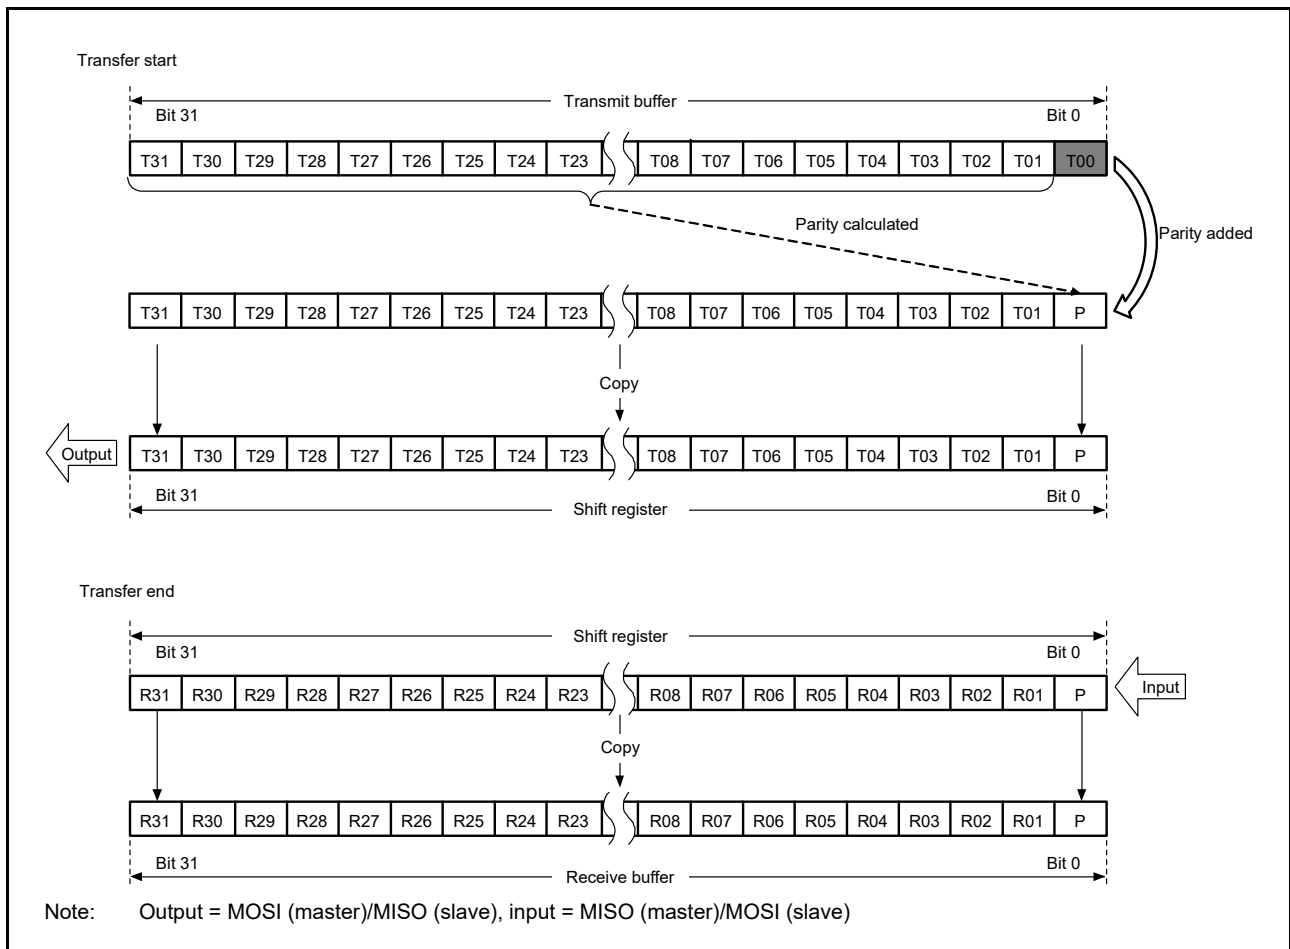 Transfer start
Transmit buffer
Bit 31 Bit 0
T31 T30 T29 T28 T27 T26 T25 T24 T23 T08 T07 T06 T05 T04 T03 T02 T01 T00
Parity calculated
Parity added
T31 T30 T29 T28 T27 T26 T25 T24 T23 T08 T07 T06 T05 T04 T03 T02 T01 P
Copy
Output
T31 T30 T29 T28 T27 T26 T25 T24 T23 T08 T07 T06 T05 T04 T03 T02 T01 P
Bit 31 Bit 0
Shift register
Transfer end
Shift register
Bit 31 Bit 0
R31 R30 R29 R28 R27 R26 R25 R24 R23 R08 R07 R06 R05 R04 R03 R02 R01 P
Input
Copy
R31 R30 R29 R28 R27 R26 R25 R24 R23 R08 R07 R06 R05 R04 R03 R02 R01 P
Bit 31 Bit 0
Receive buffer
Note: Output = MOSI (master)/MISO (slave), input = MISO (master)/MOSI (slave)